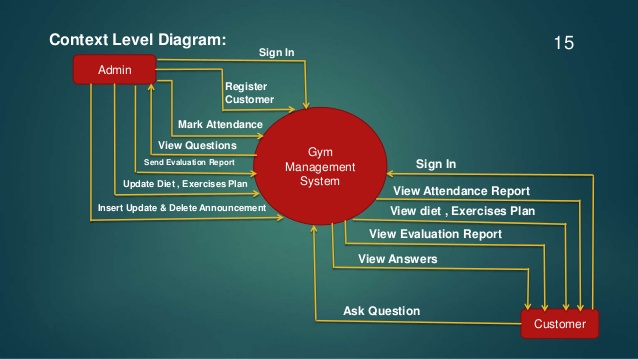 Context Level Diagram:
15
Sign In
Admin
Register
Customer
Mark Attendance
View Questions
Send Evaluation Report
Update Diet , Exercises Plan
Insert Update & Delete Announcement
Gym
Management
System
Sign In
View Attendance Report
View diet , Exercises Plan
View Evaluation Report
View Answers
Ask Question
Customer